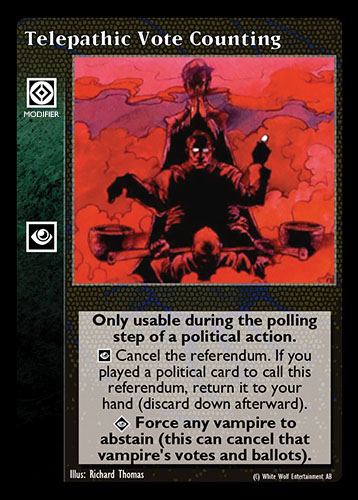 Telepathic Vote Counting
MODIFIER
Only usable during the polling
step of a political action.
Cancel the referendum. If you
played a political card to call this
referendum, return it to your
hand (discard down afterward).
Force any vampire to
abstain (this can cancel that
vampire's votes and ballots).
Illus: Richard Thomas
(C) White Wolf Entertainment AB